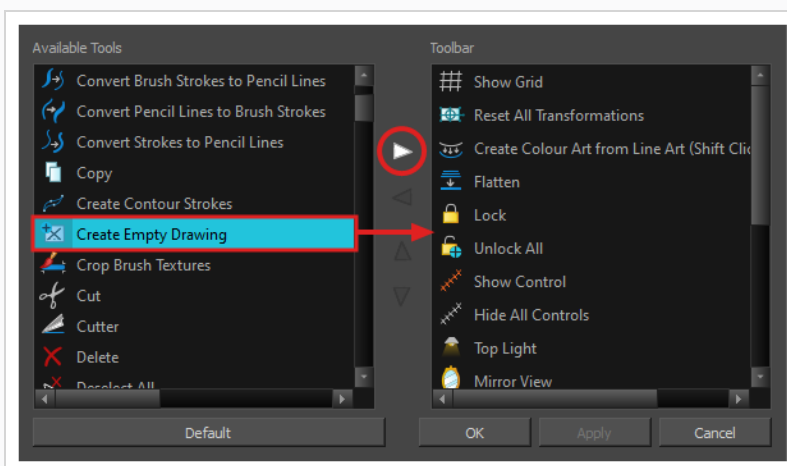 Available Tools
Convert Brush Strokes to Pencil Lines
Convert Pencil Lines to Brush Strokes
Convert Strokes to Pencil Lines
Copy
Create Contour Strokes
Create Empty Drawing
Crop Brush Textures
Cut
Cutter
Delete
Deselect All
Default
Toolbar
Show Grid
Reset All Transformations
Create Colour Art from Line Art (Shift Clic
Flatten
Lock
Unlock All
Show Control
Hide All Controls
Top Light
Mirror View
OK
Apply
Cancel